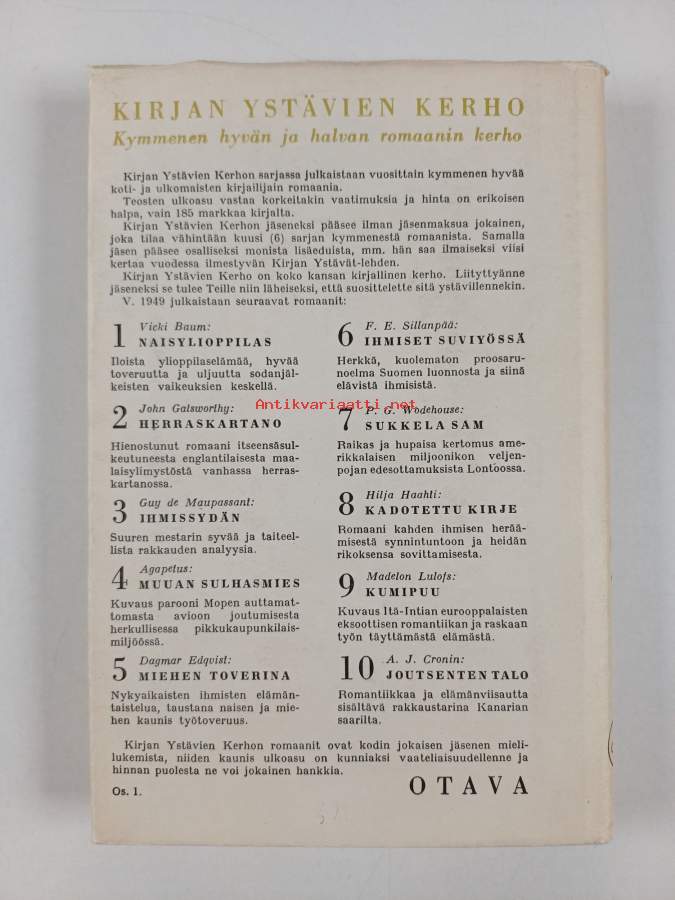 KIRJAN YSTÄVIEN KERHO
Kymmenen hyvän ja halvan romaanin kerho
Kirjan Ystävien Kerhon sarjassa julkaistaan vuosittain kymmenen hyvää
koti- ja ulkomaisten kirjailijain romaania.
Teosten ulkoasu vastaa korkeitakin vaatimuksia ja hinta on erikoisen
halpa, vain 185 markkaa kirjalta.
Kirjan Ystävien Kerhon jäseneksi pääsee ilman jäsenmaksua jokainen,
joka tilaa vähintään kuusi (6) sarjan kymmenestä romaanista. Samalla
jäsen pääsee osalliseksi monista lisäeduista, mm. hän saa ilmaiseksi viisi
kertaa vuodessa ilmestyvän Kirjan Ystävät-lehden.
Kirjan Ystävien Kerho on koko kansan kirjallinen kerho. Liityttyänne
jäseneksi se tulee Teille niin läheiseksi, että suosittelette sitä ystävillennekin.
V. 1949 julkaistaan seuraavat romaanit:
1 Vicki Baum:
NAISYLIOPPILAS
Iloista ylioppilaselämää, hyvää
toveruutta ja uljuutta sodanjäl-
keisten vaikeuksien keskellä.
2 John Galsworthy:
HERRASKARTANO
Hienostunut romaani itseensäsul-
keutuneesta englantilaisesta maa-
laisylimystöstä vanhassa herras-
kartanossa.
3 Guy de Maupassant:
IHMISSYDÄN
Suuren mestarin syvää ja taiteel-
lista rakkauden analyysia.
4 Agapetus:
MUUAN SULHASMIES
Kuvaus parooni Mopen auttamat-
tomasta avioon joutumisesta
herkullisessa pikkukaupunkilais-
miljöössä.
5 Dagmar Edqvist:
MIEHEN TOVERINA
Nykyaikaisten ihmisten elämän-
taistelua, taustana naisen ja mie-
hen kaunis työtoveruus.
6 F. E. Sillanpää:
IHMISET SUVIYÖSSÄ
Herkkä, kuolematon proosaru-
noelma Suomen luonnosta ja siinä
elävistä ihmisistä.
7 P. G. Wodehouse:
SUKKELA SAM
Raikas ja hupaisa kertomus ame-
rikkalaisen miljoonikon veljen-
pojan edesottamuksista Lontoossa.
8 Hilja Haahti:
KADOTETTU KIRJE
Romaani kahden ihmisen herää-
misestä synnintuntoon ja heidän
rikoksensa sovittamisesta.
9 Madelon Lulofs:
KUMIPUU
Kuvaus Itä-Intian eurooppalaisten
eksoottisen romantiikan ja raskaan
työn täyttämästä elämästä.
10 A. J. Cronin:
JOUTSENTEN TALO
Romantiikkaa ja elämänviisautta
sisältävä rakkaustarina Kanarian
saarilta.
Kirjan Ystävien Kerhon romaanit ovat kodin jokaisen jäsenen mieli-
lukemista, niiden kaunis ulkoasu on kunniaksi vaateliaisuudellenne ja
hinnan puolesta ne voi jokainen hankkia.
Os. 1.
OTAVA
Antikvariaatti.net